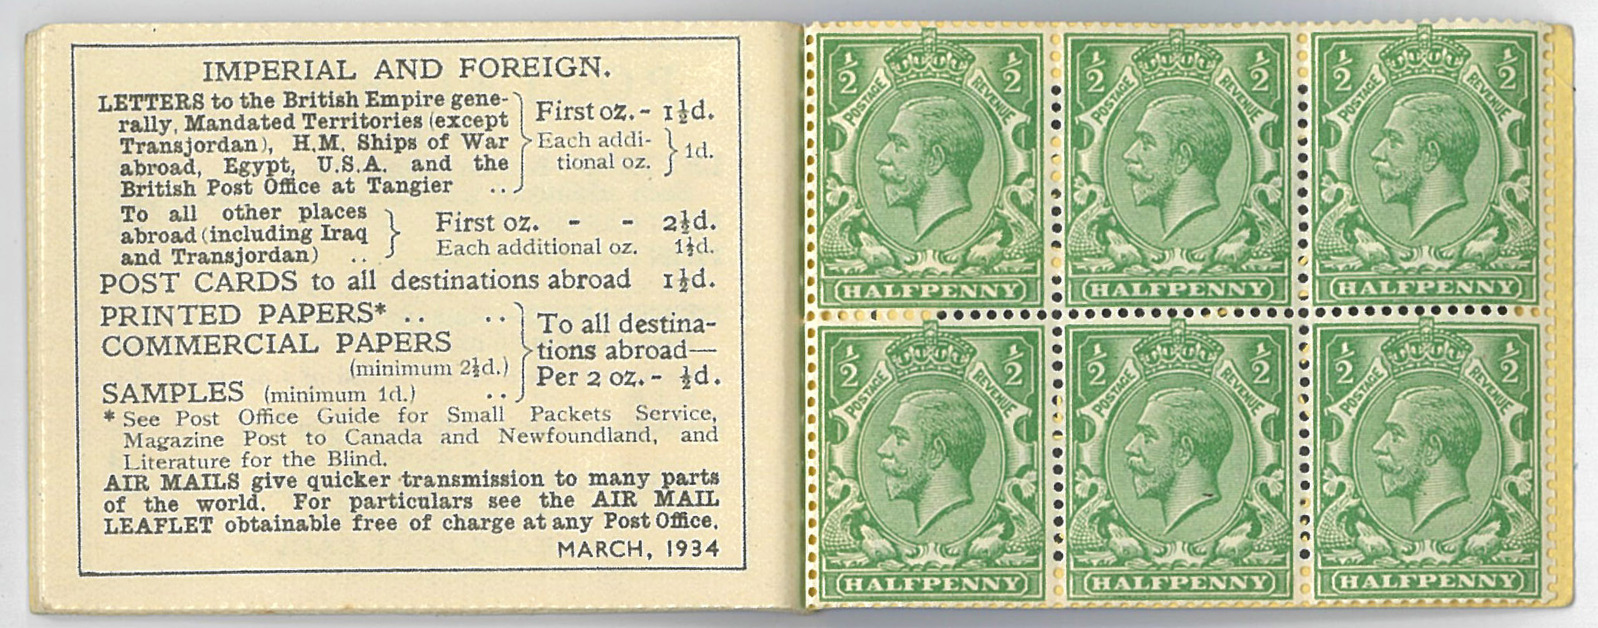 IMPERIAL AND FOREIGN.
LETTERS to the British Empire gene-
rally, Mandated Territories (except
Transjordan), H.M. Ships of War
abroad, Egypt, U.S.A. and the
British Post Office at Tangier ..
First oz. - 1½d.
Each addi-
tional oz. 1d.
To all other places
abroad (including Iraq
and Transjordan) ..
First oz. - - 2½d.
Each additional oz. 1½d.
POST CARDS to all destinations abroad 1½d.
PRINTED PAPERS* .. ..
COMMERCIAL PAPERS
(minimum 2½d.)
SAMPLES (minimum 1d.) ..
To all destina-
tions abroad—
Per 2 oz. - ½d.
* See Post Office Guide for Small Packets Service,
Magazine Post to Canada and Newfoundland, and
Literature for the Blind.
AIR MAILS give quicker transmission to many parts
of the world. For particulars see the AIR MAIL
LEAFLET obtainable free of charge at any Post Office.
MARCH, 1934
½ ½
POSTAGE REVENUE
HALFPENNY
½ ½
POSTAGE REVENUE
HALFPENNY
½ ½
POSTAGE REVENUE
HALFPENNY
½ ½
POSTAGE REVENUE
HALFPENNY
½ ½
POSTAGE REVENUE
HALFPENNY
½ ½
POSTAGE REVENUE
HALFPENNY